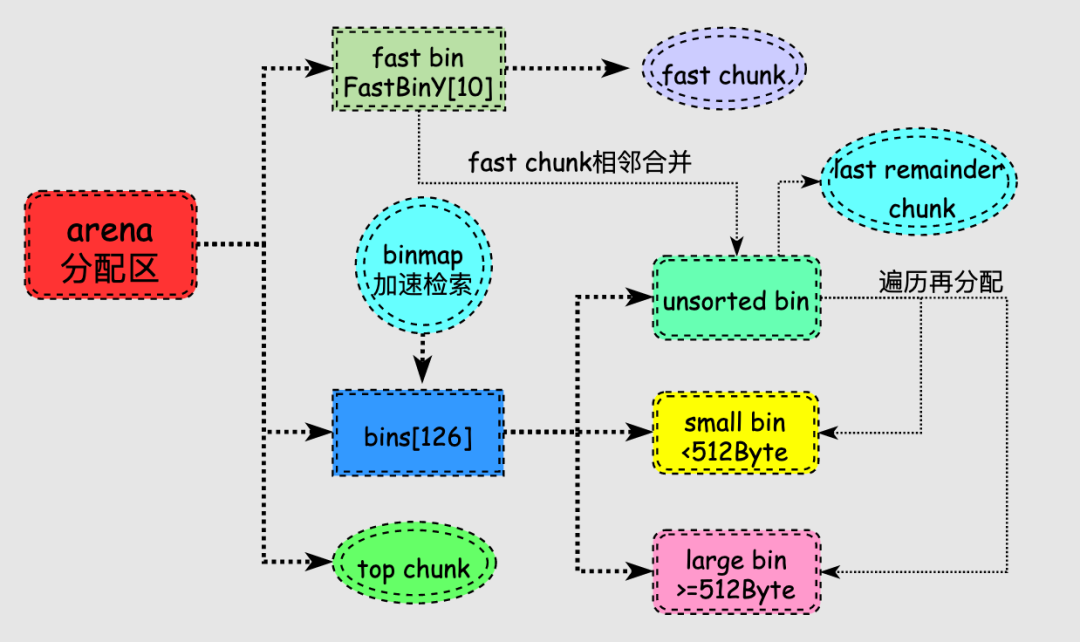 fast bin
FastBinY[10]
fast chunk
fast chunk相邻合并
last remainder
chunk
arena
分配区
binmap
加速检索
unsorted bin
遍历再分配
bins[126]
small bin
<512Byte
top chunk
large bin
>=512Byte